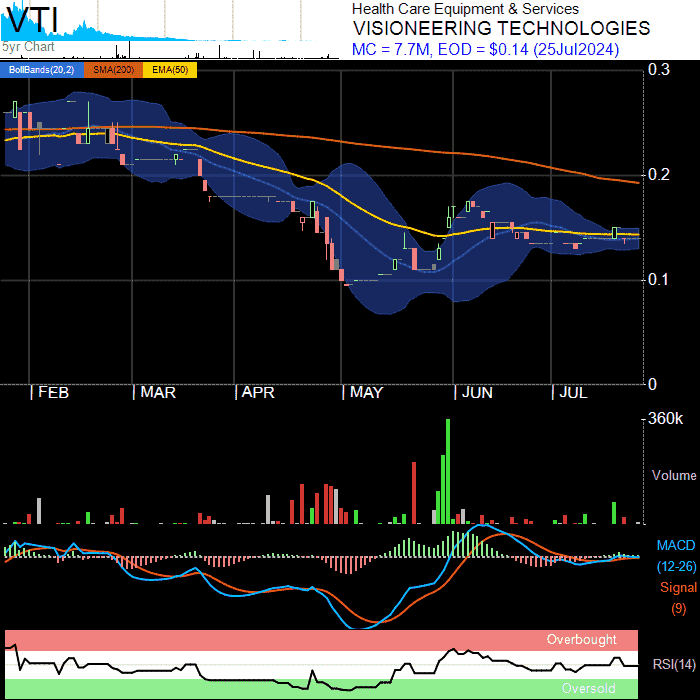 VTI
5yr Chart
Health Care Equipment & Services
VISIONEERING TECHNOLOGIES
MC = 7.7M, EOD = $0.14 (25Jul2024)
BollBands(20,2) SMA(200) EMA(50)
0.3
0.2
0.1
0
FEB MAR APR MAY JUN JUL
360k
Volume
MACD
(12-26)
Signal
(9)
Overbought
RSI(14)
Oversold